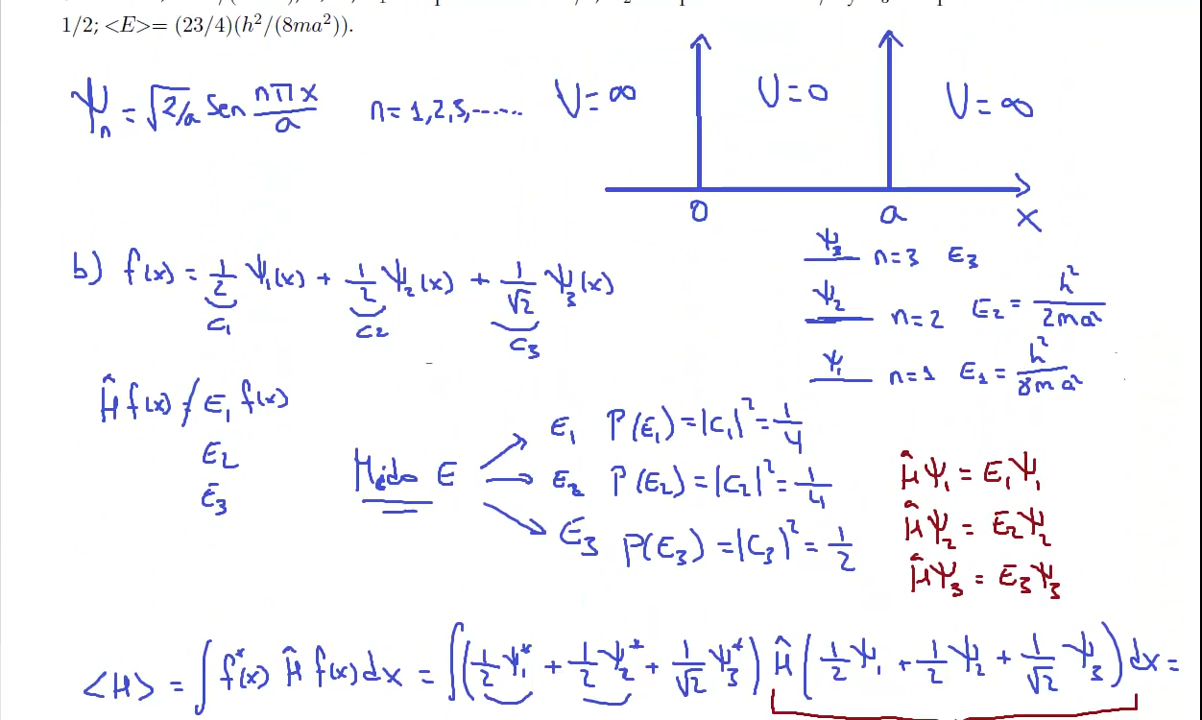 1/2; <E>= (23/4)(h²/(8ma²)).
Ψₙ = √2/a Sen nπx/a n= 1,2,3,...... V=∞ V=0 V=∞
0 a x
Ψ₃ n=3 E₃
b) f(x) = 1/2 Ψ₁(x) + 1/2 Ψ₂(x) + 1/√2 Ψ₃(x)
C₁ C₂ C₃
Ψ₂ n=2 E₂ = h²/2ma²
Ψ₁ n=1 E₁ = h²/8ma²
Ĥ f(x) ≠ E₁ f(x)
E₂
E₃
Mido E
E₁ P(E₁) = |C₁|² = 1/4
E₂ P(E₂) = |C₂|² = 1/4
E₃ P(E₃) = |C₃|² = 1/2
ĤΨ₁ = E₁Ψ₁
ĤΨ₂ = E₂Ψ₂
ĤΨ₃ = E₃Ψ₃
<H> = ∫ f*(x) Ĥ f(x) dx = ∫ (1/2 Ψ₁* + 1/2 Ψ₂* + 1/√2 Ψ₃*) Ĥ (1/2 Ψ₁ + 1/2 Ψ₂ + 1/√2 Ψ₃) dx =